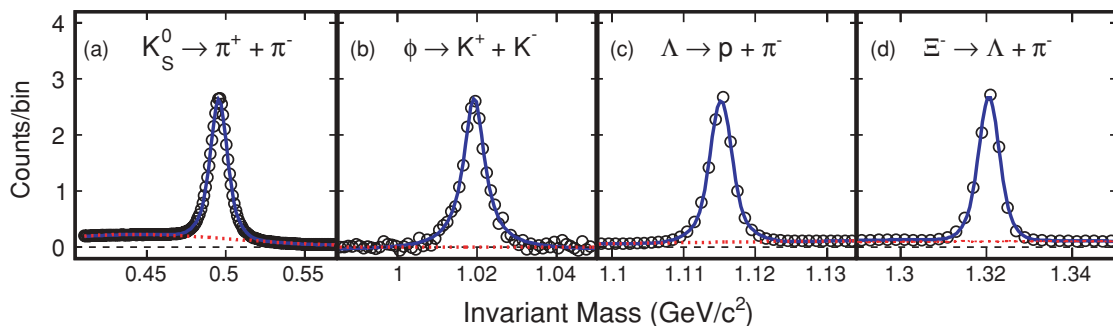 Counts/bin
4
3
2
1
0
(a) K⁰_S → π⁺ + π⁻
(b) ϕ → K⁺ + K⁻
(c) Λ → p + π⁻
(d) Ξ⁻ → Λ + π⁻
0.45 0.5 0.55 1 1.02 1.04 1.1 1.11 1.12 1.13 1.3 1.32 1.34
Invariant Mass (GeV/c²)